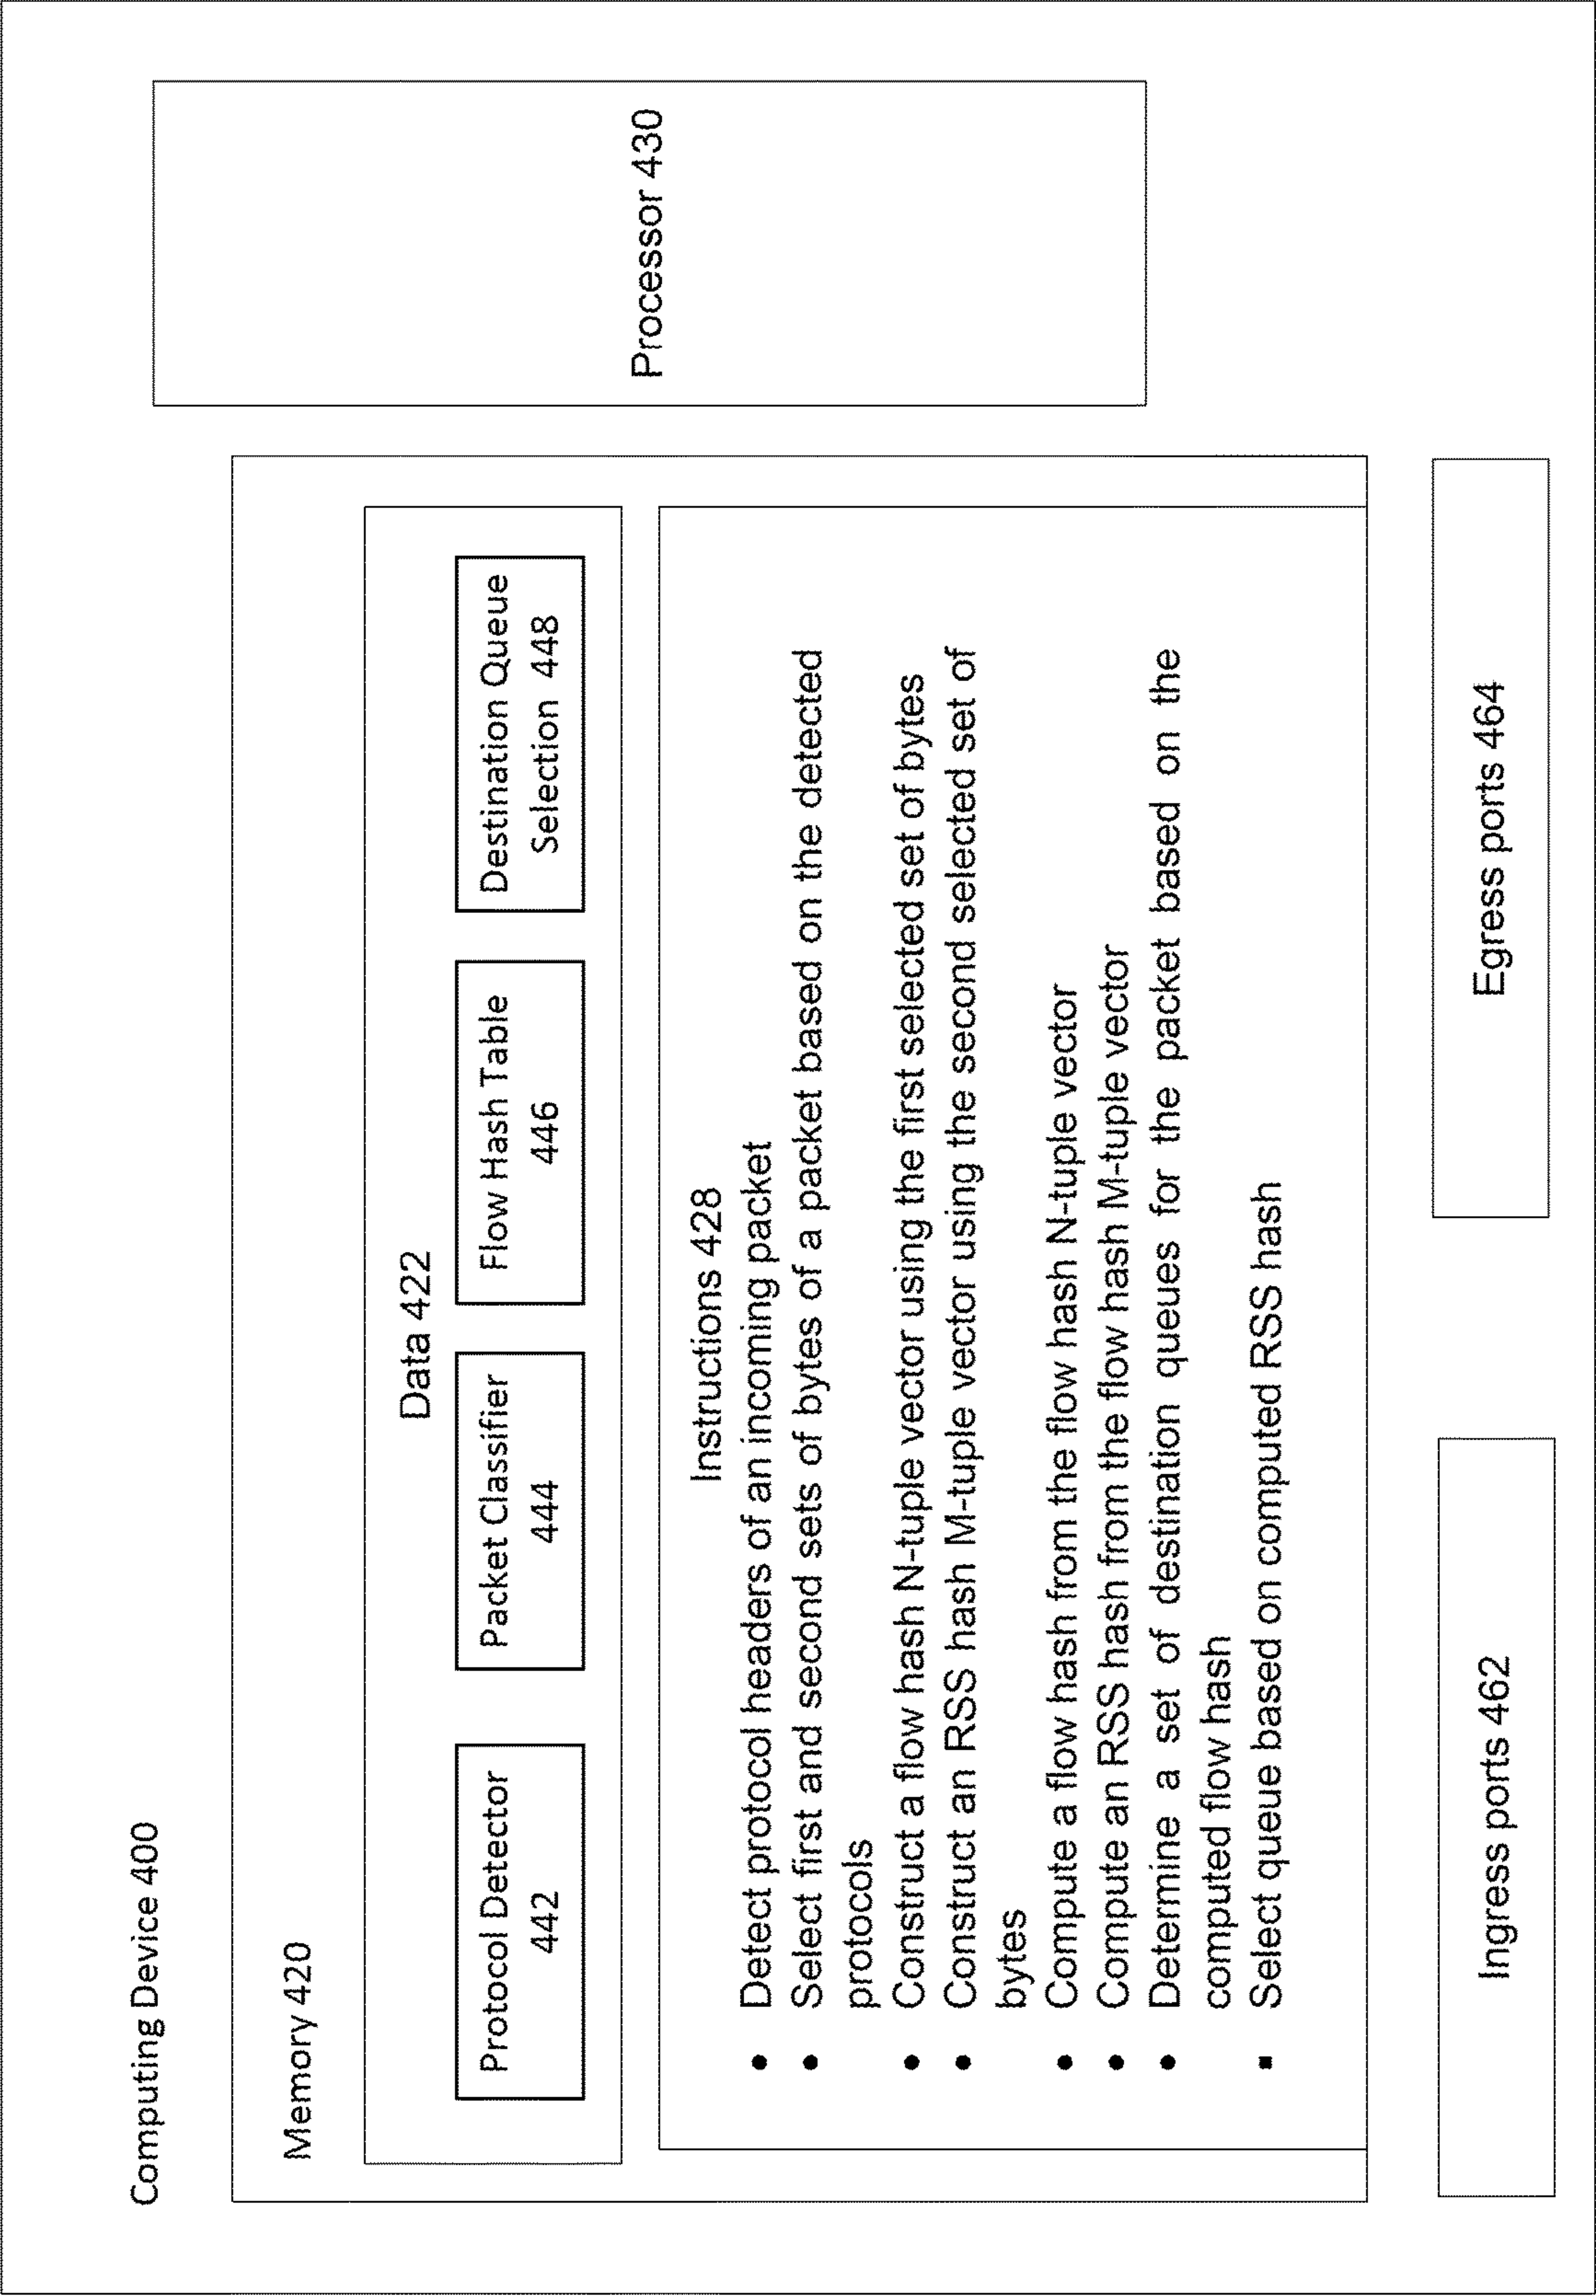 Computing Device 400
Memory 420
Data 422
Protocol Detector
442
Packet Classifier
444
Flow Hash Table
446
Destination Queue
Selection 448
Instructions 428
• Detect protocol headers of an incoming packet
• Select first and second sets of bytes of a packet based on the detected
protocols
• Construct a flow hash N-tuple vector using the first selected set of bytes
• Construct an RSS hash M-tuple vector using the second selected set of
bytes
• Compute a flow hash from the flow hash N-tuple vector
• Compute an RSS hash from the flow hash M-tuple vector
• Determine a set of destination queues for the packet based on the
computed flow hash
▪ Select queue based on computed RSS hash
Processor 430
Ingress ports 462
Egress ports 464